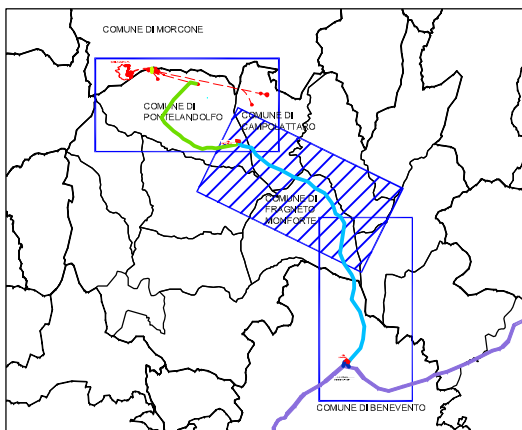 COMUNE DI MORCONE
COMUNE DI
PONTELANDOLFO
COMUNE DI
CAMPOLATTARO
COMUNE DI
FRAGNETO
MONFORTE
COMUNE DI BENEVENTO